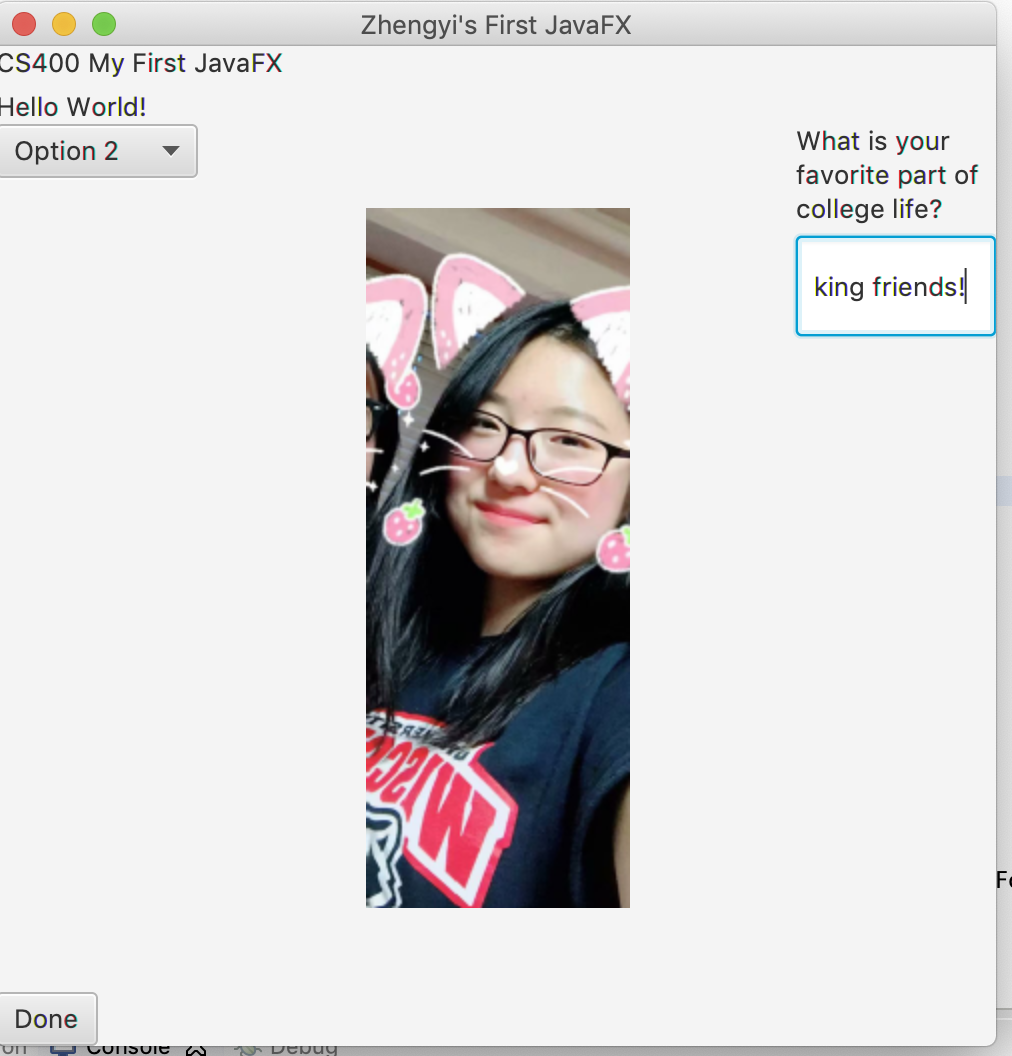 Zhengyi's First JavaFX
CS400 My First JavaFX
Hello World!
Option 2
What is your
favorite part of
college life?
king friends!
WISC
Done
Console
Debug